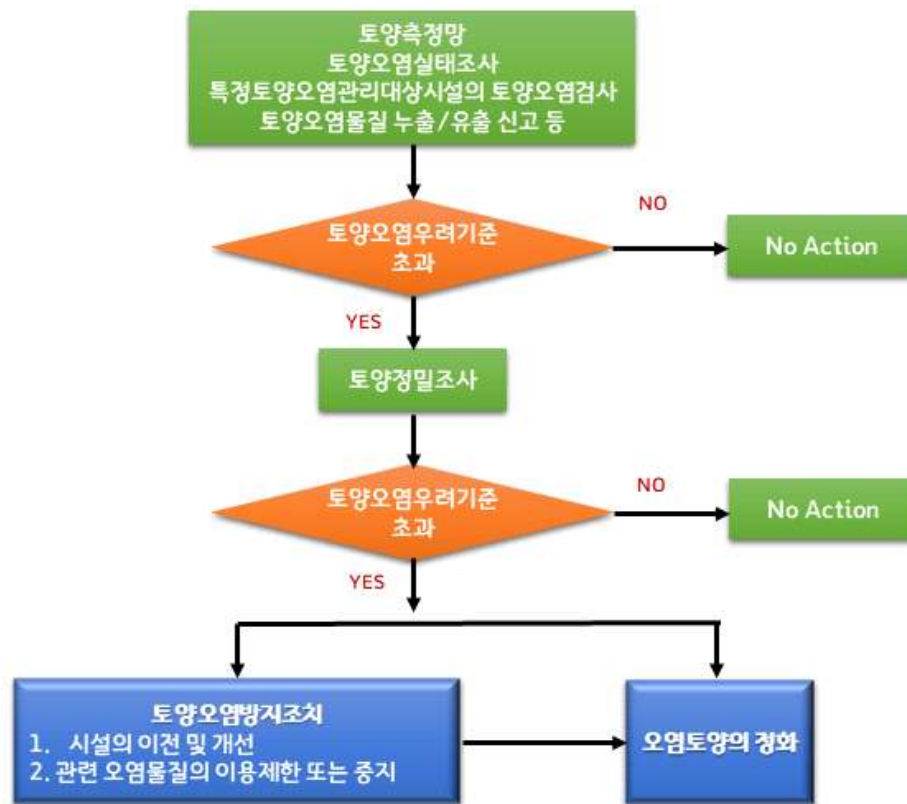 토양측정망
토양오염실태조사
특정토양오염관리대상시설의 토양오염검사
토양오염물질 누출/유출 신고 등
NO
토양오염우려기준
초과
No Action
YES
토양정밀조사
NO
토양오염우려기준
초과
No Action
YES
토양오염방지조치
1. 시설의 이전 및 개선
2. 관련 오염물질의 이용제한 또는 중지
오염토양의 정화